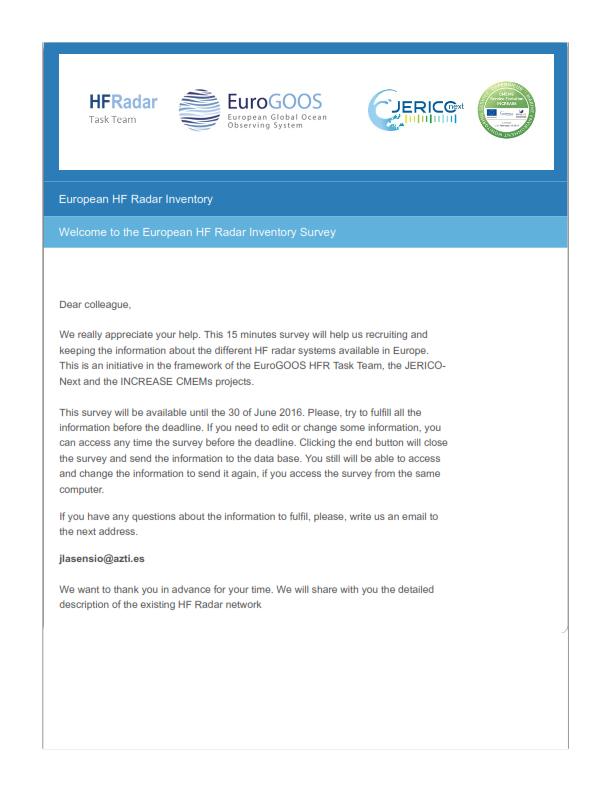 HFRadar
Task Team
EuroGOOS
European Global Ocean
Observing System
JERICO next
CMEMS
Service Evolution
INCREASE
European HF Radar Inventory
Welcome to the European HF Radar Inventory Survey
Dear colleague,
We really appreciate your help. This 15 minutes survey will help us recruiting and
keeping the information about the different HF radar systems available in Europe.
This is an initiative in the framework of the EuroGOOS HFR Task Team, the JERICO-
Next and the INCREASE CMEMs projects.
This survey will be available until the 30 of June 2016. Please, try to fulfill all the
information before the deadline. If you need to edit or change some information, you
can access any time the survey before the deadline. Clicking the end button will close
the survey and send the information to the data base. You still will be able to access
and change the information to send it again, if you access the survey from the same
computer.
If you have any questions about the information to fulfil, please, write us an email to
the next address.
jlasensio@azti.es
We want to thank you in advance for your time. We will share with you the detailed
description of the existing HF Radar network